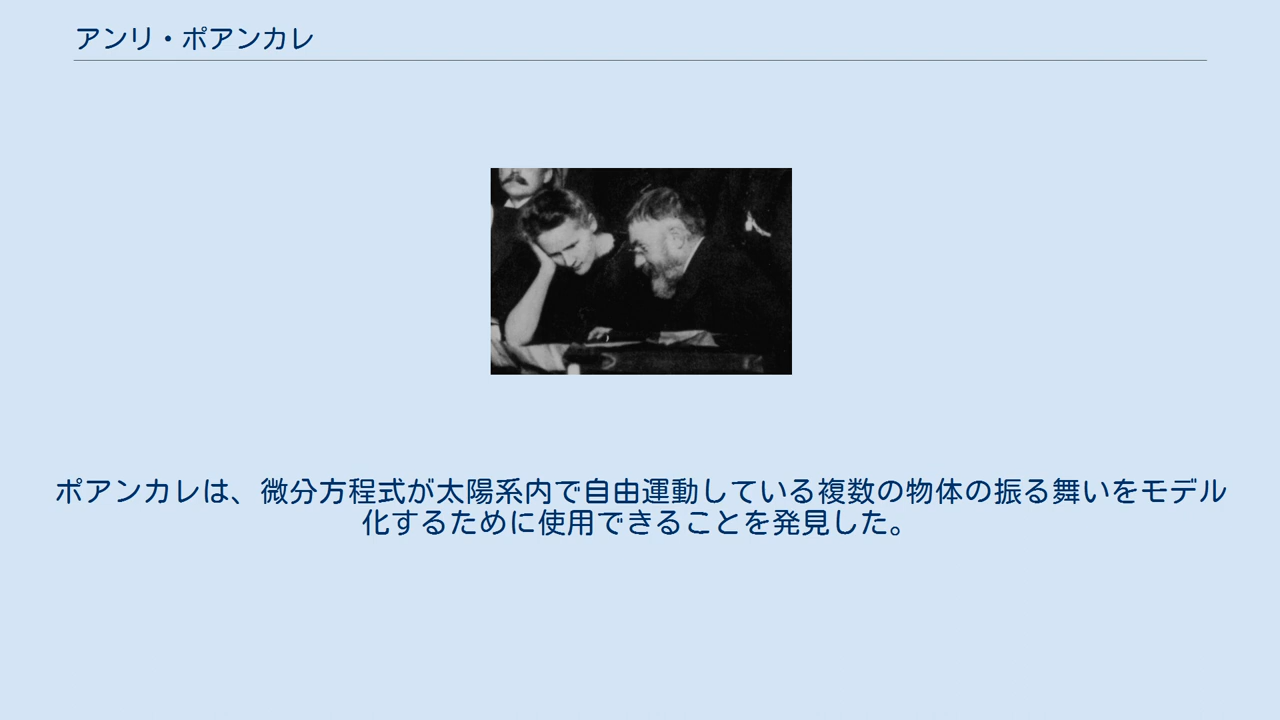 アンリ・ポアンカレ
ポアンカレは、微分方程式が太陽系内で自由運動している複数の物体の振る舞いをモデル
化するために使用できることを発見した。